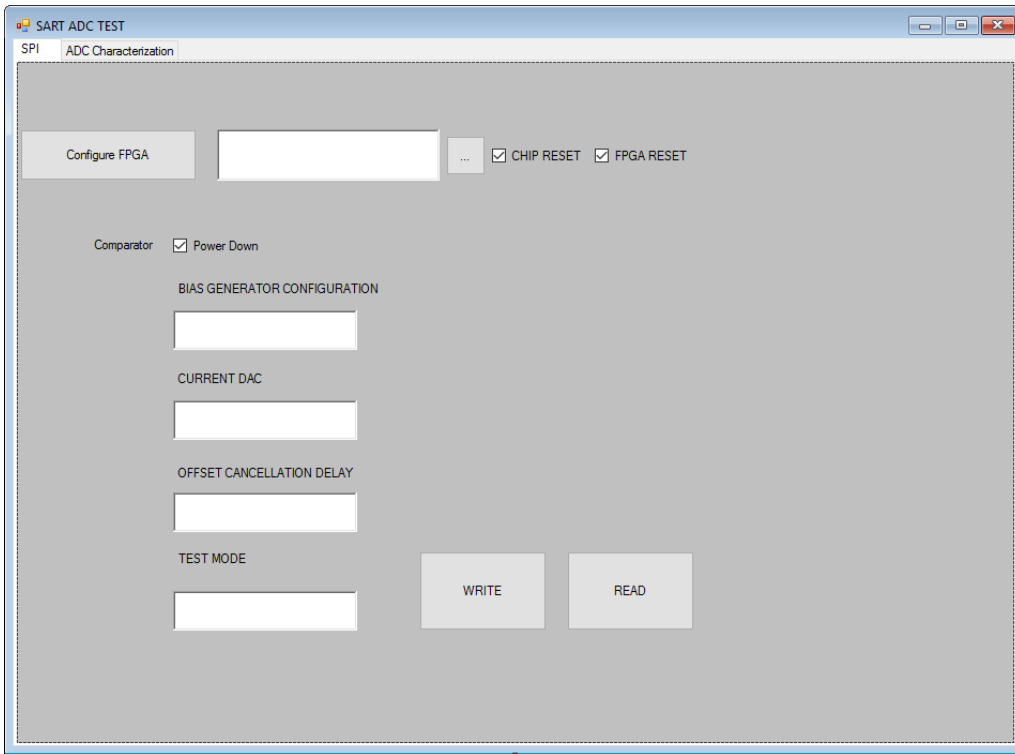 SART ADC TEST
SPI
ADC Characterization
Configure FPGA
...
CHIP RESET
FPGA RESET
Comparator
Power Down
BIAS GENERATOR CONFIGURATION
CURRENT DAC
OFFSET CANCELLATION DELAY
TEST MODE
WRITE
READ